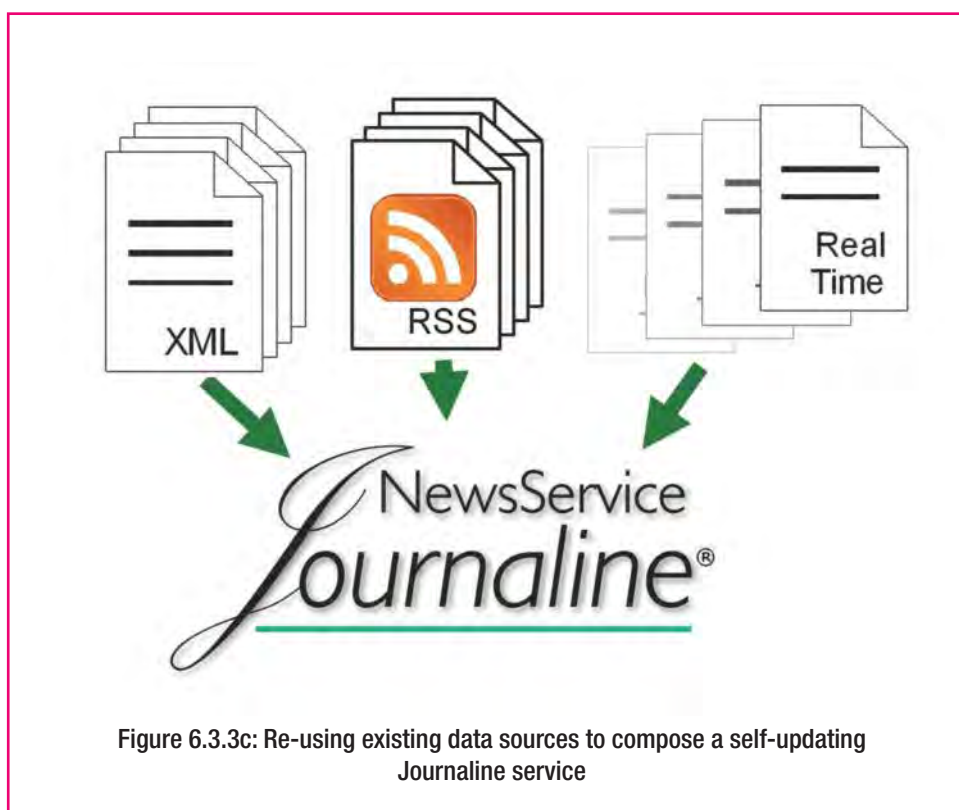 XML
RSS
Real
Time
NewsService
Journaline®
Figure 6.3.3c: Re-using existing data sources to compose a self-updating
Journaline service